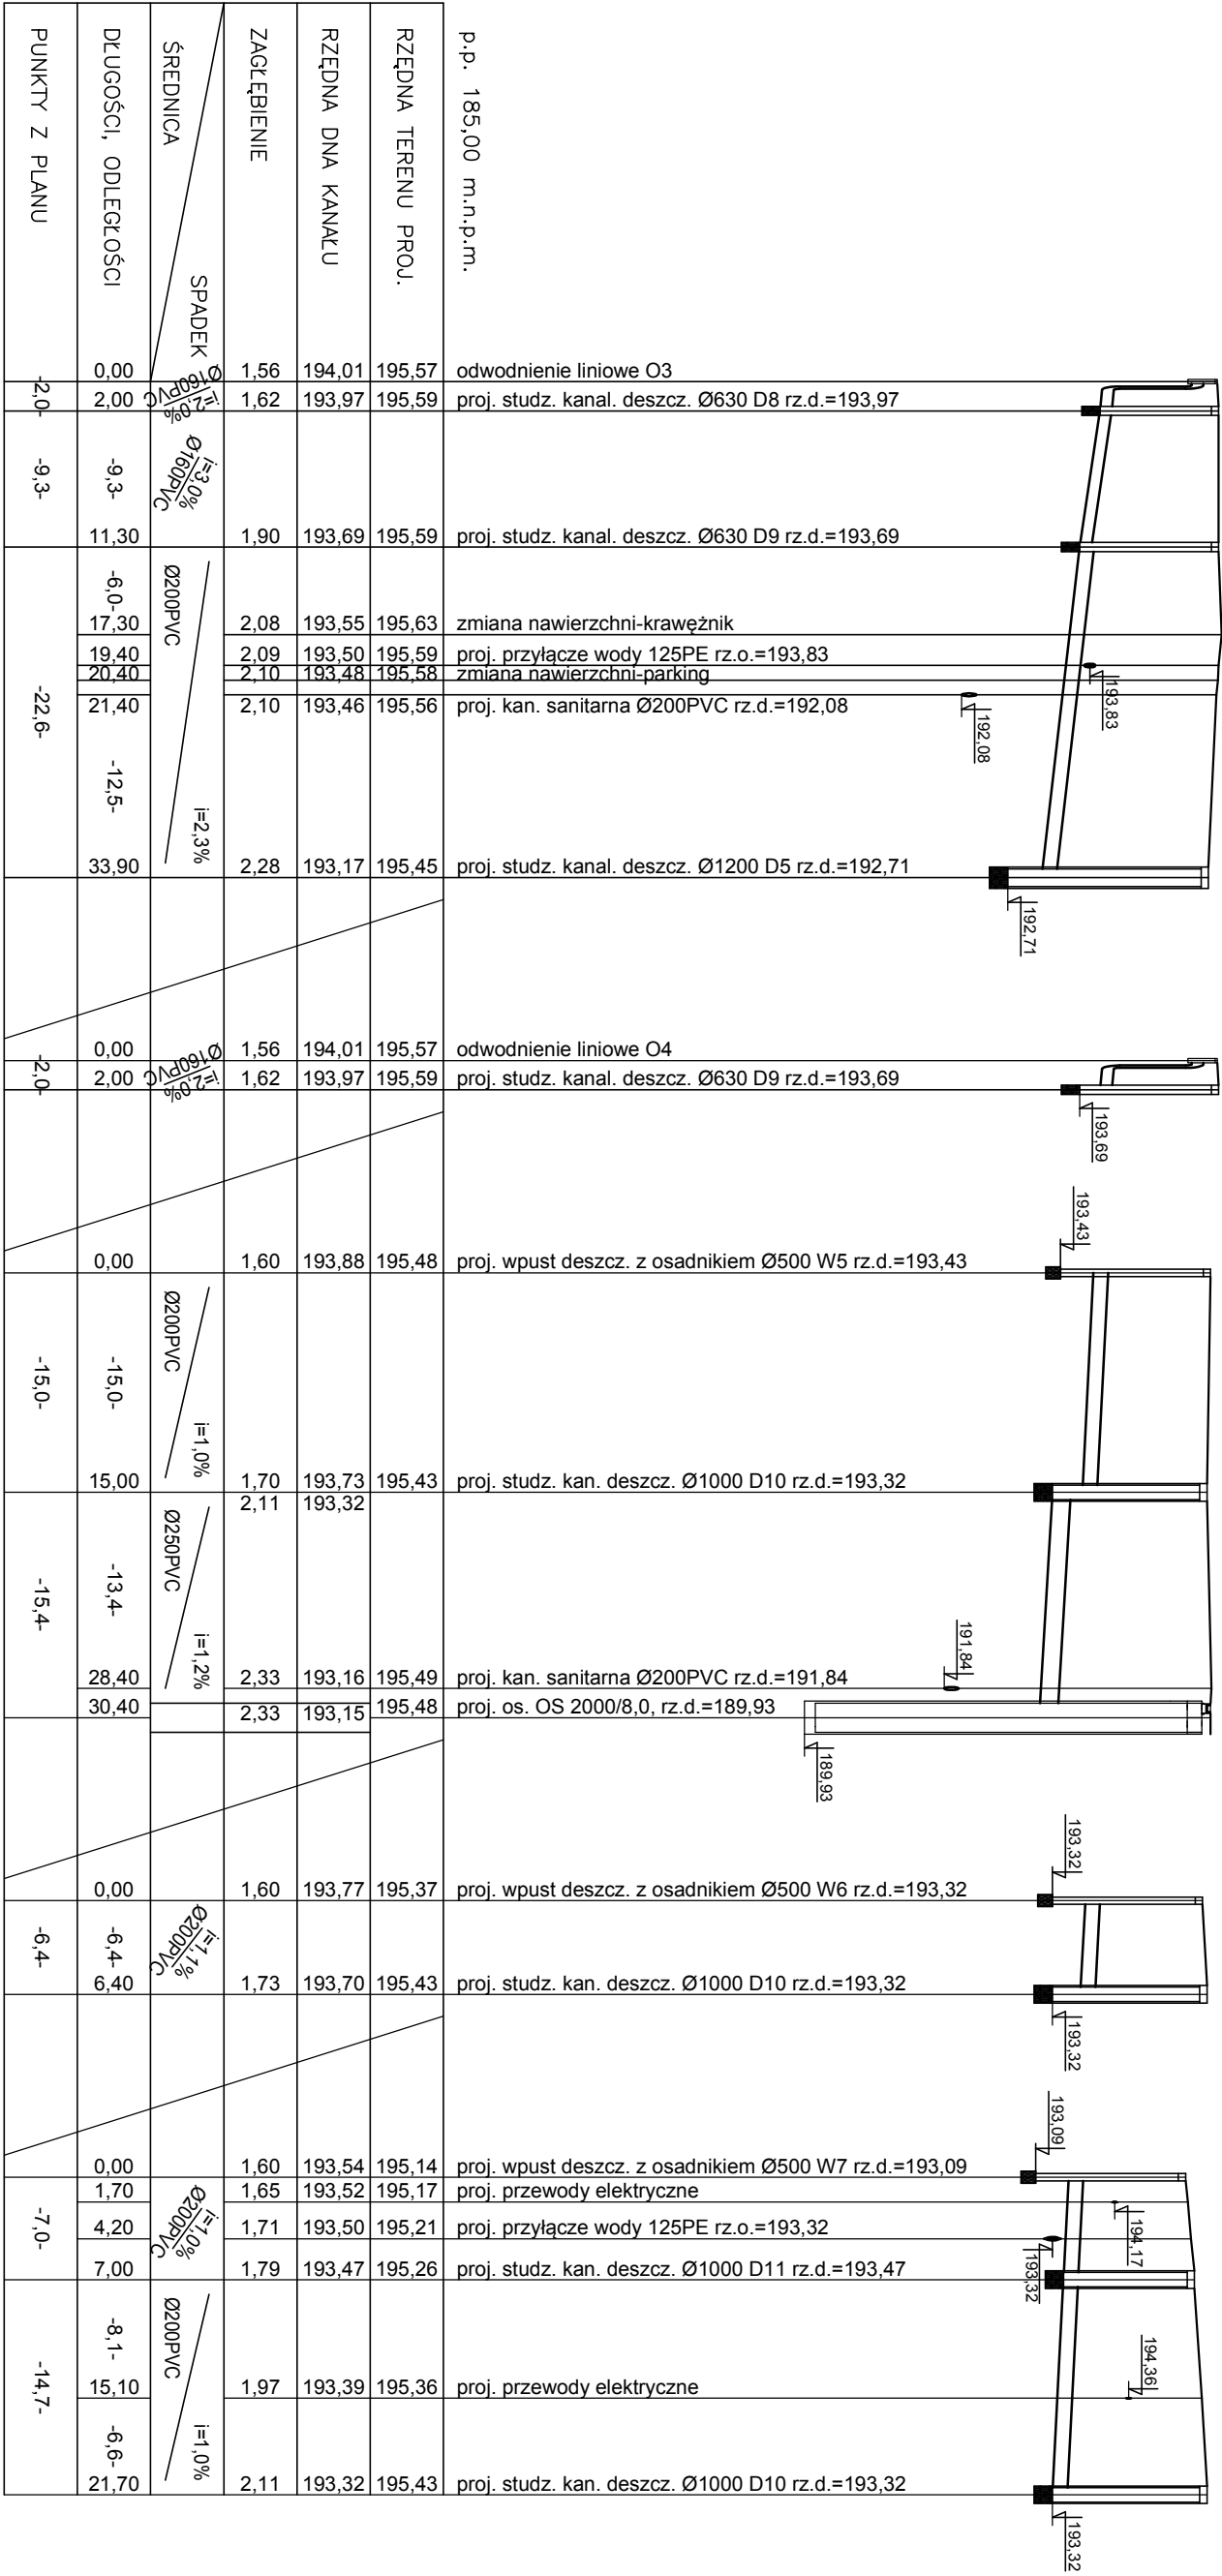 p.p. 185,00 m.n.p.m.
RZĘDNA TERENU PROJ.
RZĘDNA DNA KANAŁU
ZAGŁĘBIENIE
ŚREDNICA
SPADEK
DŁUGOŚCI, ODLEGŁOŚCI
PUNKTY Z PLANU
0,00 1,56 194,01 195,57 odwodnienie liniowe O3
-2,0-
i=2,0%
Ø160PVC
2,00 1,62 193,97 195,59 proj. studz. kanal. deszcz. Ø630 D8 rz.d.=193,97
-9,3-
-9,3-
i=3,0%
Ø160PVC
11,30 1,90 193,69 195,59 proj. studz. kanal. deszcz. Ø630 D9 rz.d.=193,69
-22,6-
-6,0-
Ø200PVC
i=2,3%
17,30 2,08 193,55 195,63 zmiana nawierzchni-krawężnik
19,40 2,09 193,50 195,59 proj. przyłącze wody 125PE rz.o.=193,83
20,40 2,10 193,48 195,58 zmiana nawierzchni-parking
21,40 2,10 193,46 195,56 proj. kan. sanitarna Ø200PVC rz.d.=192,08
193,83
192,08
-12,5-
33,90 2,28 193,17 195,45 proj. studz. kanal. deszcz. Ø1200 D5 rz.d.=192,71
192,71
0,00 1,56 194,01 195,57 odwodnienie liniowe O4
-2,0-
i=2,0%
Ø160PVC
2,00 1,62 193,97 195,59 proj. studz. kanal. deszcz. Ø630 D9 rz.d.=193,69
193,69
193,43
0,00 1,60 193,88 195,48 proj. wpust deszcz. z osadnikiem Ø500 W5 rz.d.=193,43
-15,0-
-15,0-
Ø200PVC
i=1,0%
15,00 1,70 193,73 195,43 proj. studz. kan. deszcz. Ø1000 D10 rz.d.=193,32
2,11 193,32
-15,4-
-13,4-
Ø250PVC
i=1,2%
191,84
28,40 2,33 193,16 195,49 proj. kan. sanitarna Ø200PVC rz.d.=191,84
30,40 2,33 193,15 195,48 proj. os. OS 2000/8,0, rz.d.=189,93
189,93
193,32
0,00 1,60 193,77 195,37 proj. wpust deszcz. z osadnikiem Ø500 W6 rz.d.=193,32
-6,4-
-6,4-
i=1,1%
Ø200PVC
6,40 1,73 193,70 195,43 proj. studz. kan. deszcz. Ø1000 D10 rz.d.=193,32
193,32
193,09
0,00 1,60 193,54 195,14 proj. wpust deszcz. z osadnikiem Ø500 W7 rz.d.=193,09
1,70 1,65 193,52 195,17 proj. przewody elektryczne
-7,0-
i=1,0%
Ø200PVC
194,17
4,20 1,71 193,50 195,21 proj. przyłącze wody 125PE rz.o.=193,32
193,32
7,00 1,79 193,47 195,26 proj. studz. kan. deszcz. Ø1000 D11 rz.d.=193,47
-14,7-
-8,1-
Ø200PVC
i=1,0%
194,36
15,10 1,97 193,39 195,36 proj. przewody elektryczne
-6,6-
21,70 2,11 193,32 195,43 proj. studz. kan. deszcz. Ø1000 D10 rz.d.=193,32
193,32